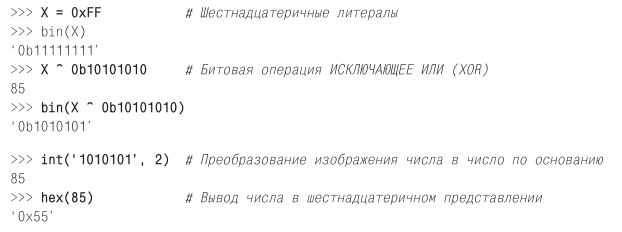 >>> X = 0xFF # Шестнадцатеричные литералы
>>> bin(X)
‘0b11111111’
>>> X ^ 0b10101010 # Битовая операция ИСКЛЮЧАЮЩЕЕ ИЛИ (XOR)
85
>>> bin(X ^ 0b10101010)
‘0b1010101’
>>> int(‘1010101’, 2) # Преобразование изображения числа в число по основанию
85
>>> hex(85) # Вывод числа в шестнадцатеричном представлении
‘0x55’